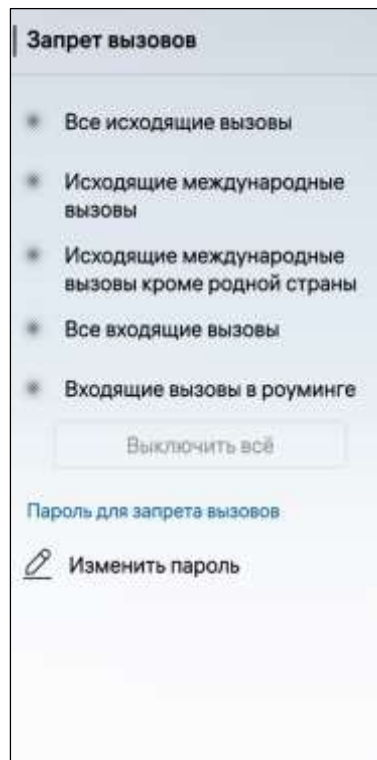 Запрет вызовов
Все исходящие вызовы
Исходящие международные
вызовы
Исходящие международные
вызовы кроме родной страны
Все входящие вызовы
Входящие вызовы в роуминге
Выключить всё
Пароль для запрета вызовов
Изменить пароль